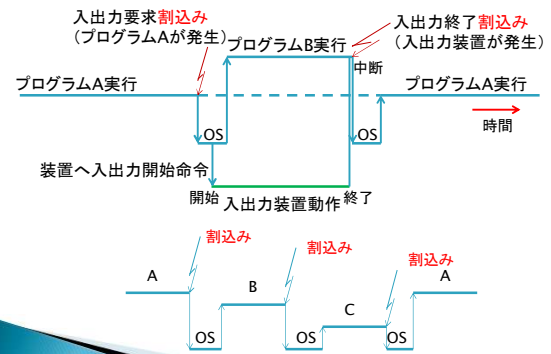 入出力要求割込み
（プログラムAが発生）
入出力終了割込み
（入出力装置が発生）
プログラムB実行
中断
プログラムA実行
プログラムA実行
OS
OS
時間
装置へ入出力開始命令
開始
入出力装置動作
終了
割込み
割込み
割込み
A
B
C
A
OS
OS
OS